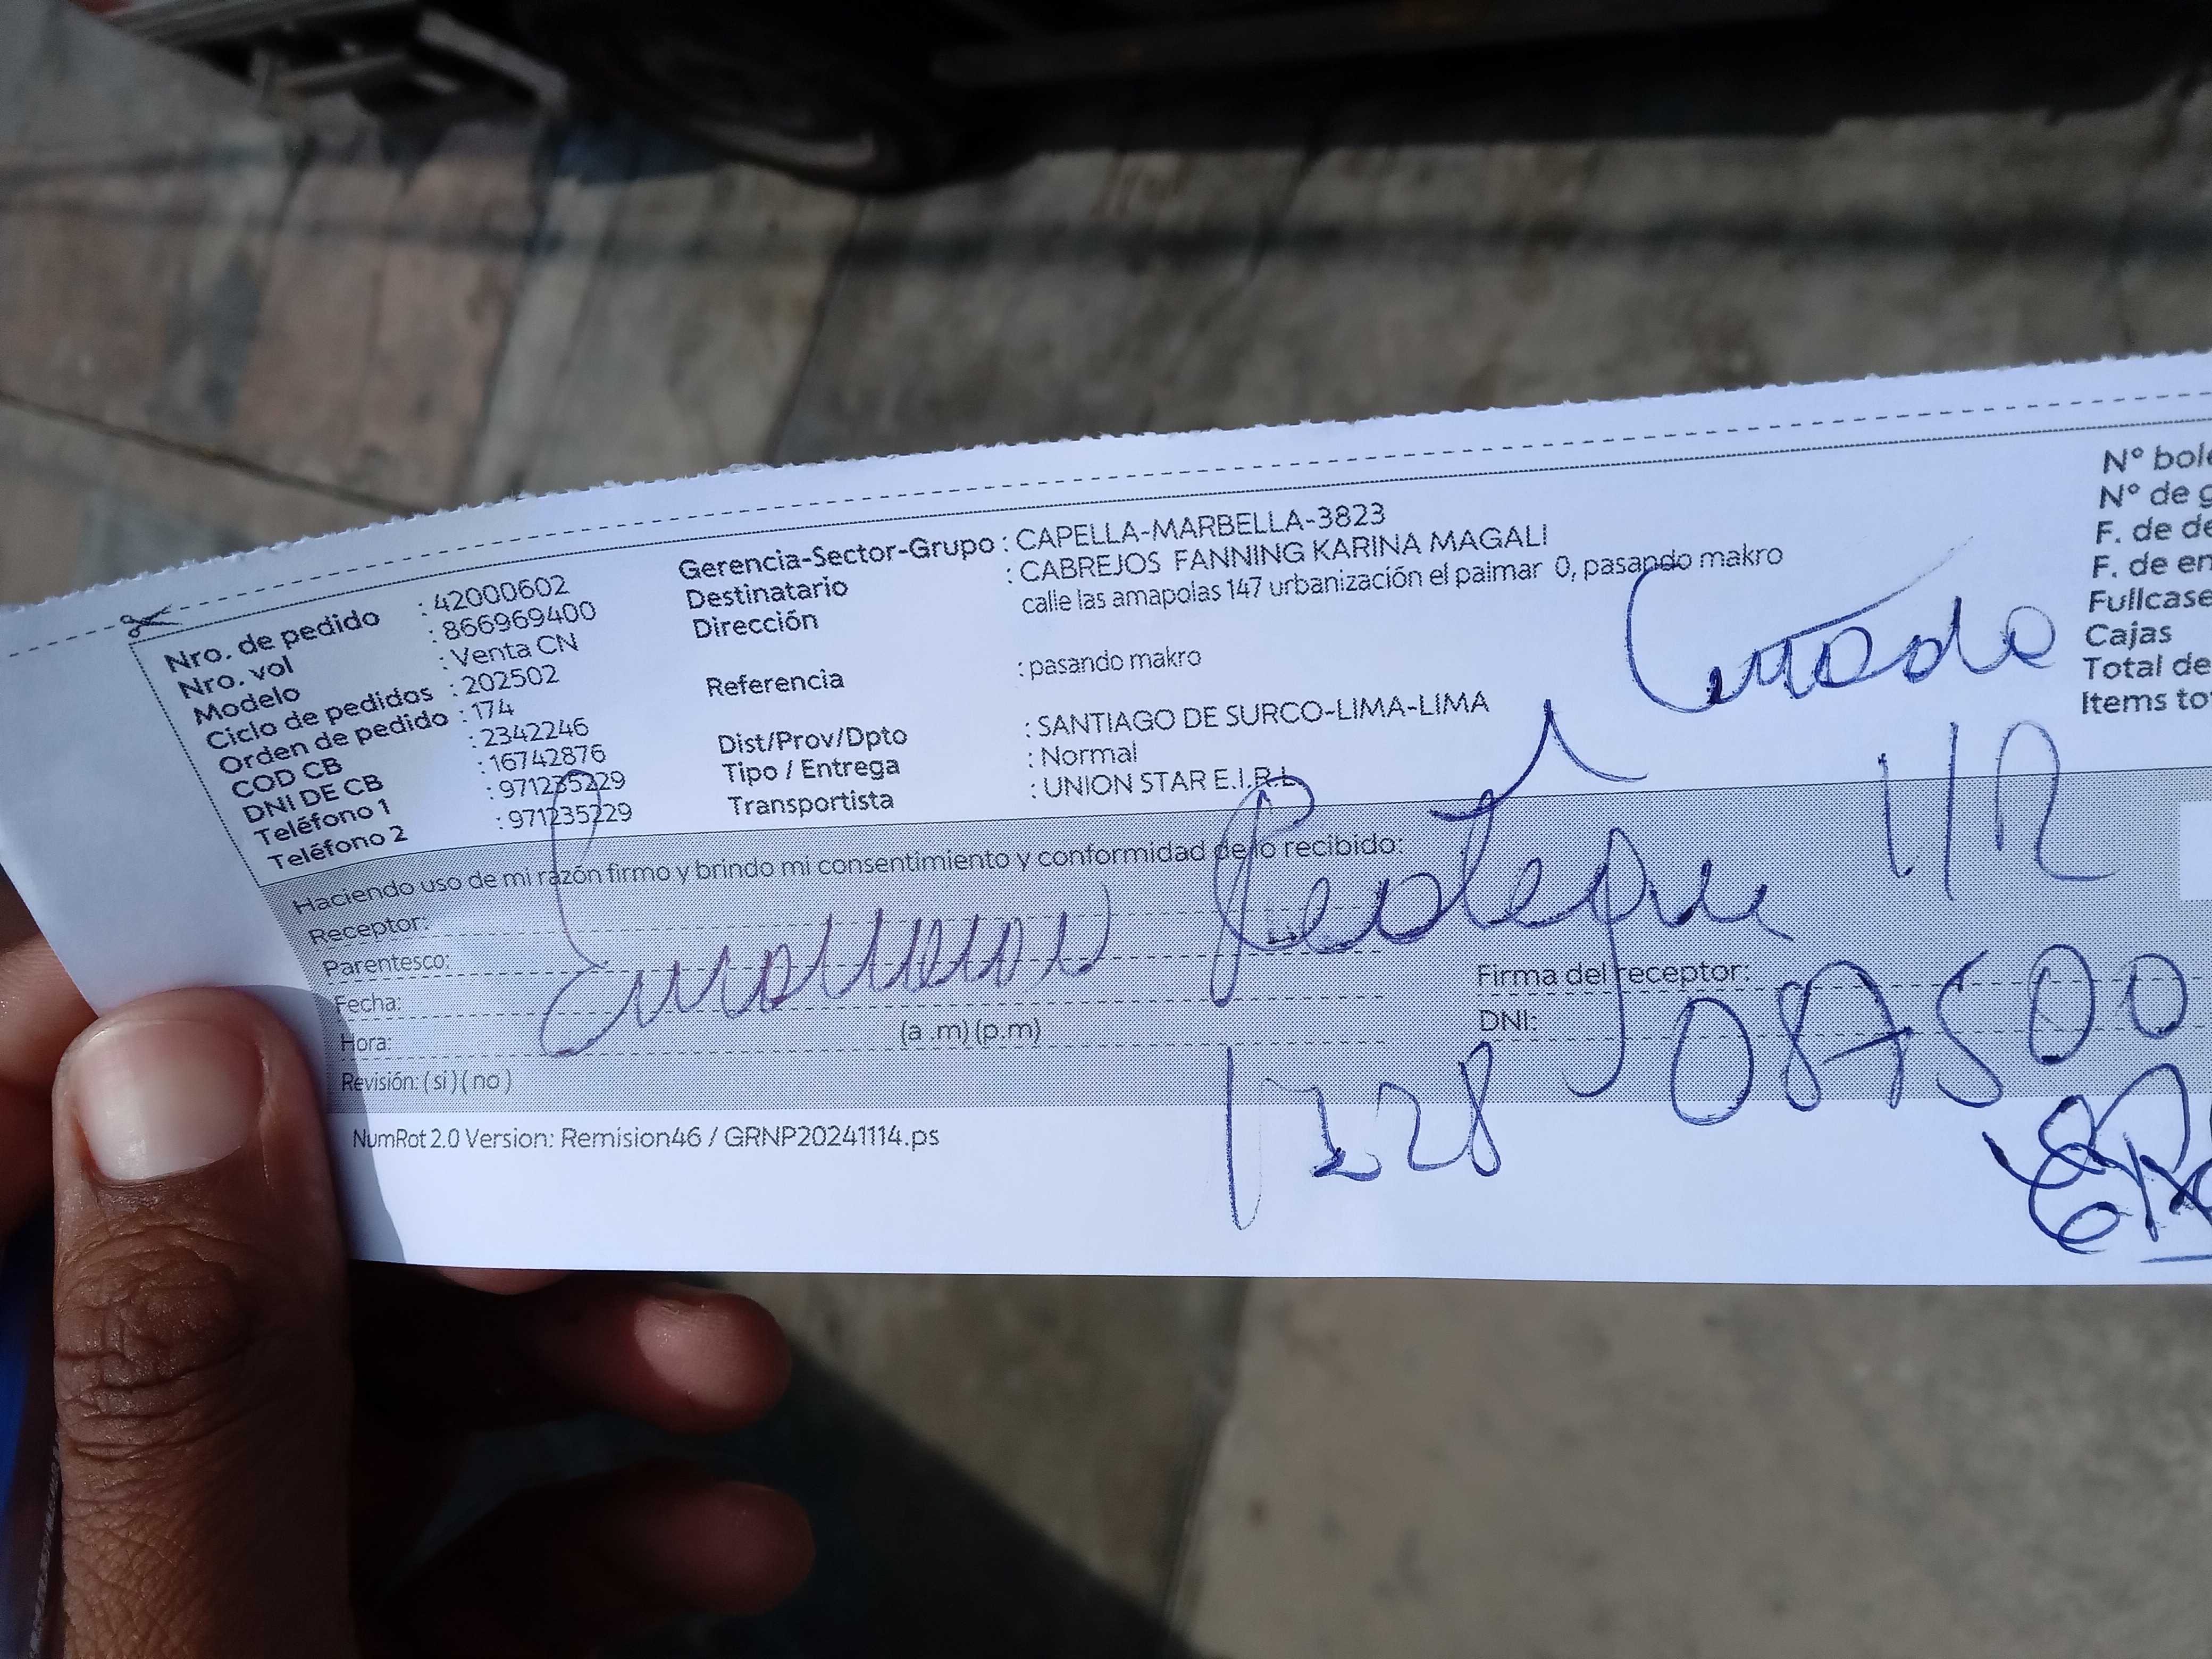 Nro. de pedido : 42000602
Nro. vol : 866969400
Modelo : Venta CN
Ciclo de pedidos : 202502
Orden de pedido : 174
COD CB : 2342246
DNI DE CB : 16742876
Teléfono 1 : 971235229
Teléfono 2 : 971235229
Gerencia-Sector-Grupo : CAPELLA-MARBELLA-3823
Destinatario : CABREJOS FANNING KARINA MAGALI
Dirección calle las amapolas 147 urbanización el palmar 0, pasando makro
Referencia : pasando makro
Dist/Prov/Dpto : SANTIAGO DE SURCO-LIMA-LIMA
Tipo / Entrega : Normal
Transportista : UNION STAR E.I.R.L
N° bole
N° de g
F. de de
F. de en
Fullcase
Cajas
Total de
Items to
Haciendo uso de mi razón firmo y brindo mi consentimiento y conformidad de lo recibido:
Receptor:
Parentesco:
Fecha:
Hora: (a .m) (p.m)
Revisión: ( si ) ( no )
Firma del receptor:
DNI:
1228
NumRot 2.0 Version: Remision46 / GRNP20241114.ps